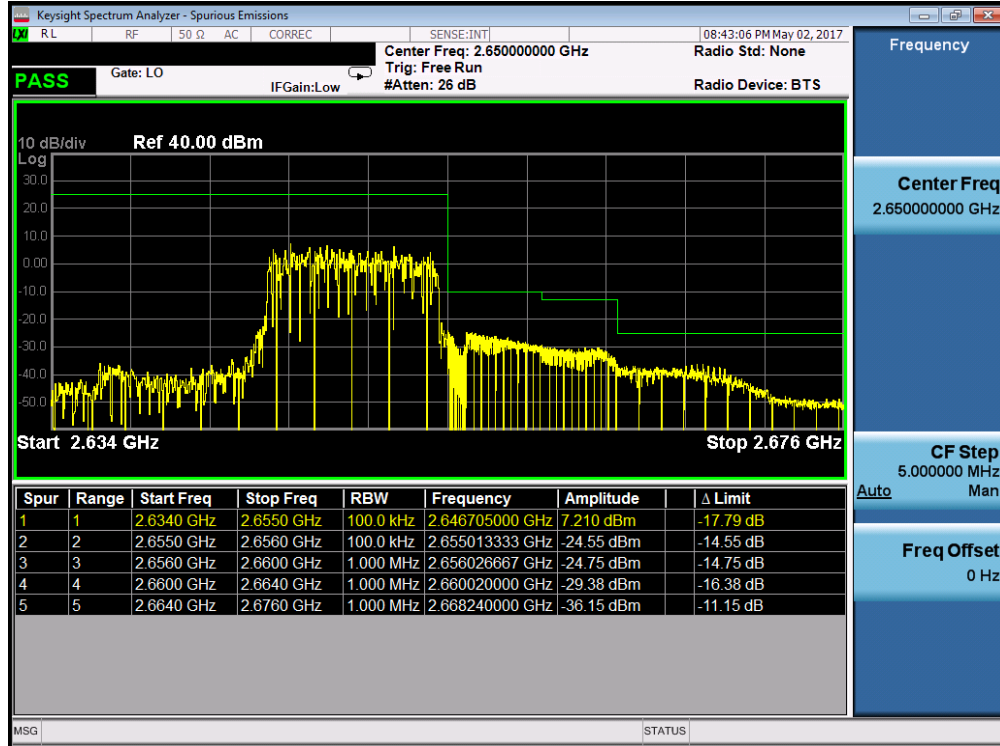 Keysight Spectrum Analyzer - Spurious Emissions
LXI RL RF 50 Ω AC CORREC SENSE:INT 08:43:06 PM May 02, 2017
Center Freq: 2.650000000 GHz Radio Std: None
Trig: Free Run
PASS Gate: LO IFGain:Low #Atten: 26 dB Radio Device: BTS
10 dB/div Ref 40.00 dBm
Log
30.0
20.0
10.0
0.00
-10.0
-20.0
-30.0
-40.0
-50.0
Start 2.634 GHz Stop 2.676 GHz
Spur Range Start Freq Stop Freq RBW Frequency Amplitude Δ Limit
1 1 2.6340 GHz 2.6550 GHz 100.0 kHz 2.646705000 GHz 7.210 dBm -17.79 dB
2 2 2.6550 GHz 2.6560 GHz 100.0 kHz 2.655013333 GHz -24.55 dBm -14.55 dB
3 3 2.6560 GHz 2.6600 GHz 1.000 MHz 2.656026667 GHz -24.75 dBm -14.75 dB
4 4 2.6600 GHz 2.6640 GHz 1.000 MHz 2.660020000 GHz -29.38 dBm -16.38 dB
5 5 2.6640 GHz 2.6760 GHz 1.000 MHz 2.668240000 GHz -36.15 dBm -11.15 dB
MSG STATUS
Frequency
Center Freq
2.650000000 GHz
CF Step
5.000000 MHz
Auto Man
Freq Offset
0 Hz